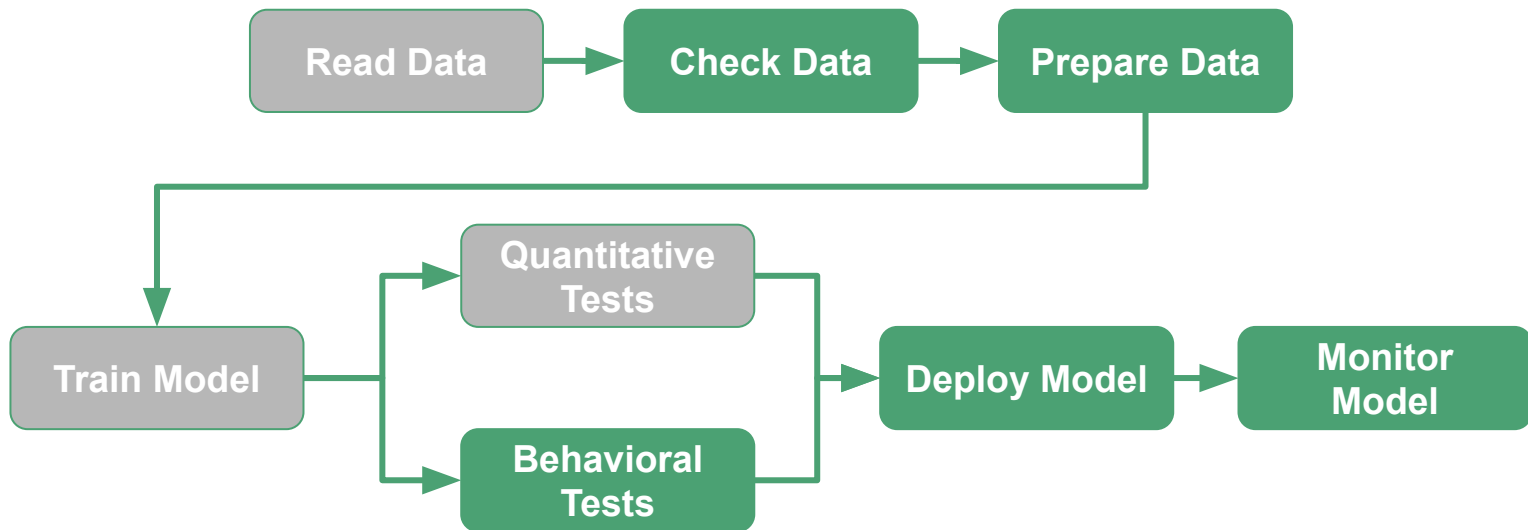 Read Data
Check Data
Prepare Data
Quantitative
Tests
Train Model
Deploy Model
Monitor
Model
Behavioral
Tests